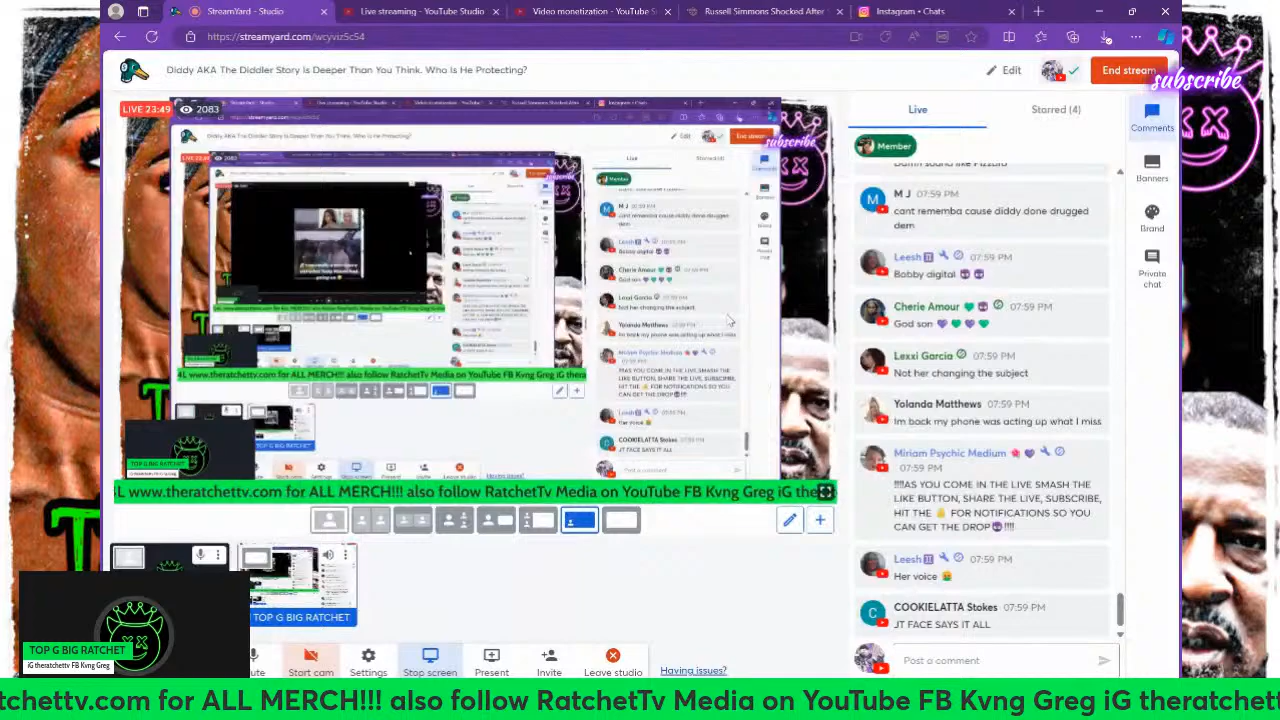 StreamYard - Studio
Live streaming - YouTube Studio
Video monetization - YouTube S
Russell Simmons Shocked After
Instagram • Chats
https://streamyard.com/wcyviz5c54
Diddy AKA The Diddler Story Is Deeper Than You Think. Who Is He Protecting?
Edit
End stream
subscribe
LIVE 23:49
2083
Live
Starred (4)
Member
Comments
Banners
Brand
Private chat
M J 07:59 PM
cant rememba cause diddy done drugged
dem
Leesh 07:59 PM
Bobby digital
Cherie Amour 07:59 PM
God son
Lexxi Garcia 07:59 PM
Not her changing the subject
Yolanda Matthews 07:59 PM
Im back my phone was acting up what I miss
Miriam Psychic Medium
07:59 PM
!!!!AS YOU COME IN THE LIVE SMASH THE
LIKE BUTTON, SHARE THE LIVE, SUBSCRIBE,
HIT THE FOR NOTIFICATIONS SO YOU
CAN GET THE DROP!!!!
Leesh 07:59 PM
Her voice
COOKIELATTA Stokes 07:59 PM
JT FACE SAYS IT ALL
Post a comment
4L www.theratchettv.com for ALL MERCH!!! also follow RatchetTv Media on YouTube FB Kvng Greg iG
TOP G BIG RATCHET
TOP G BIG RATCHET
iG theratchettv FB Kvng Greg
Start cam
Settings
Stop screen
Present
Invite
Leave studio
Having issues?
tchettv.com for ALL MERCH!!! also follow RatchetTv Media on YouTube FB Kvng Greg iG theratchett